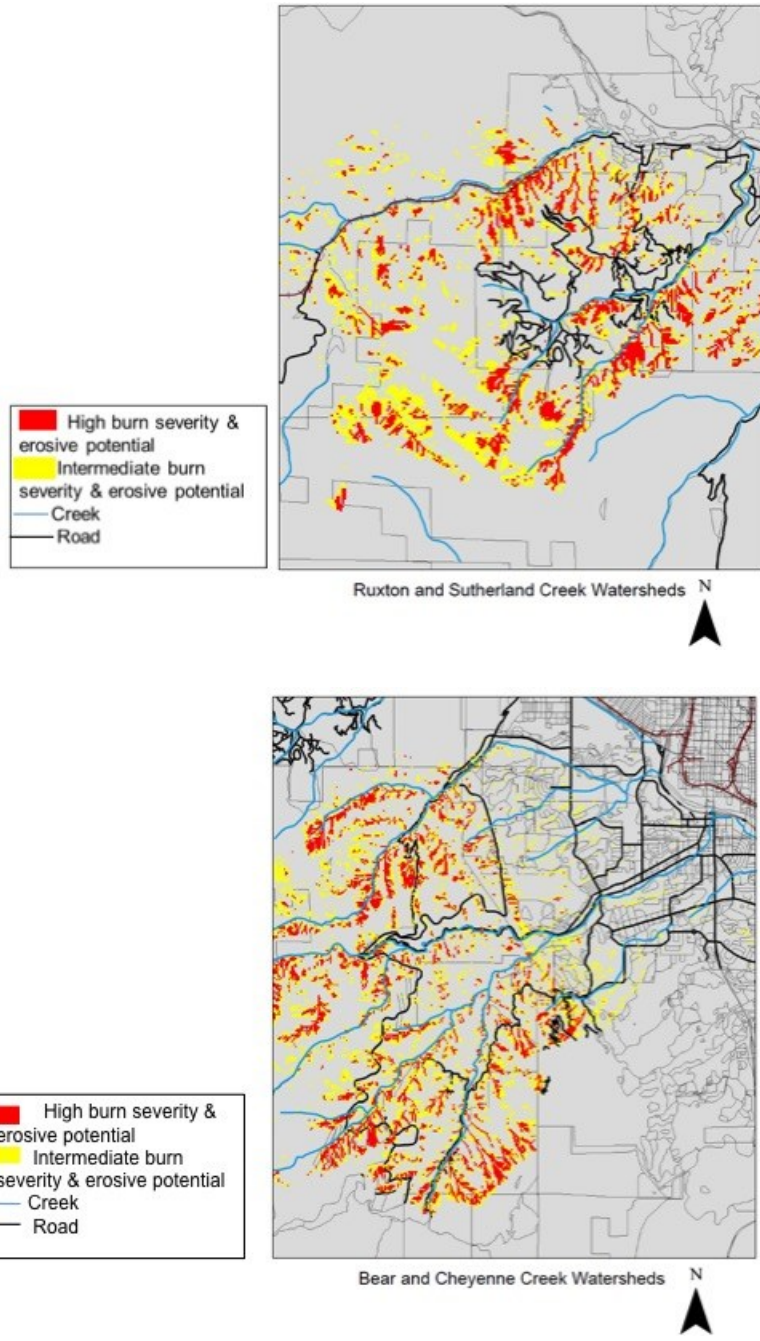 High burn severity &
erosive potential
Intermediate burn
severity & erosive potential
Creek
Road
Ruxton and Sutherland Creek Watersheds
N
High burn severity &
erosive potential
Intermediate burn
severity & erosive potential
Creek
Road
Bear and Cheyenne Creek Watersheds
N